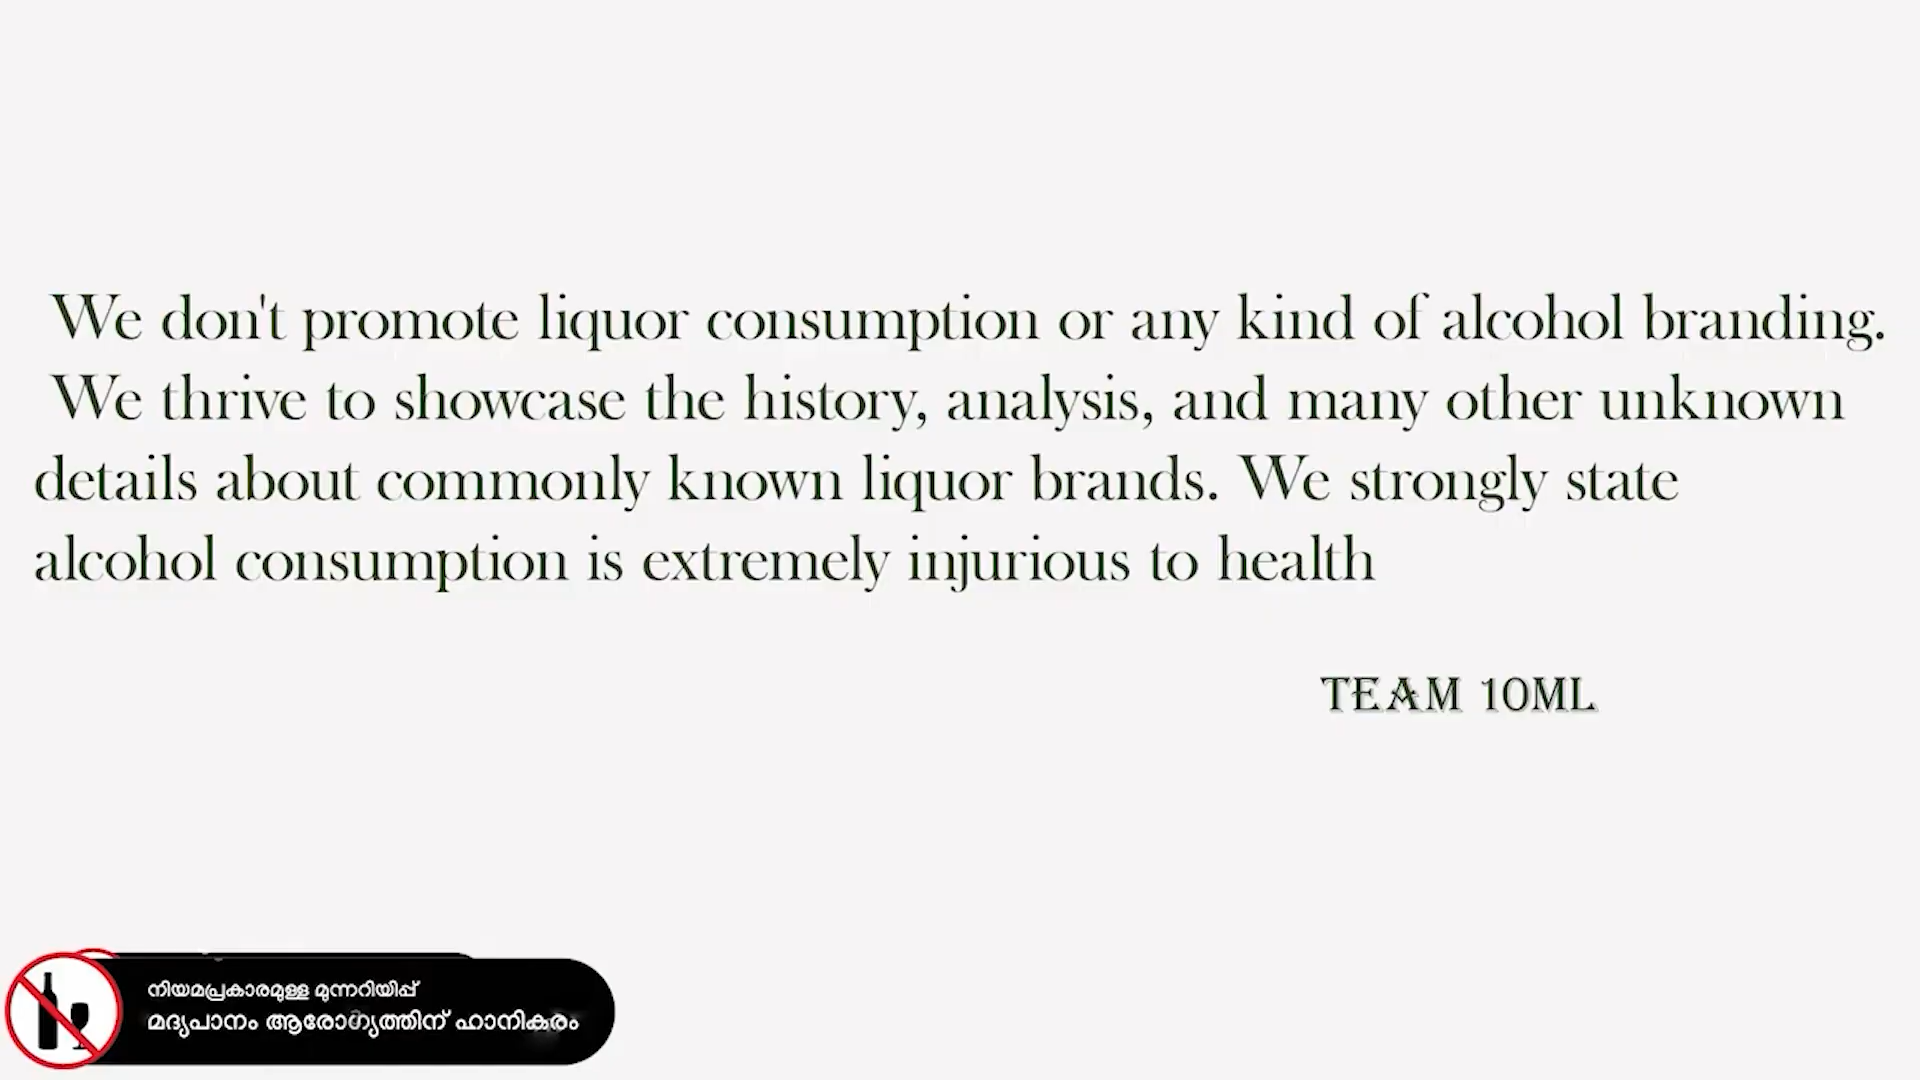 We don't promote liquor consumption or any kind of alcohol branding.
We thrive to showcase the history, analysis, and many other unknown
details about commonly known liquor brands. We strongly state
alcohol consumption is extremely injurious to health
TEAM 10ML
നിയമപ്രകാരമുള്ള മുന്നറിയിപ്പ്
മദ്യപാനം ആരോഗ്യത്തിന് ഹാനികരം